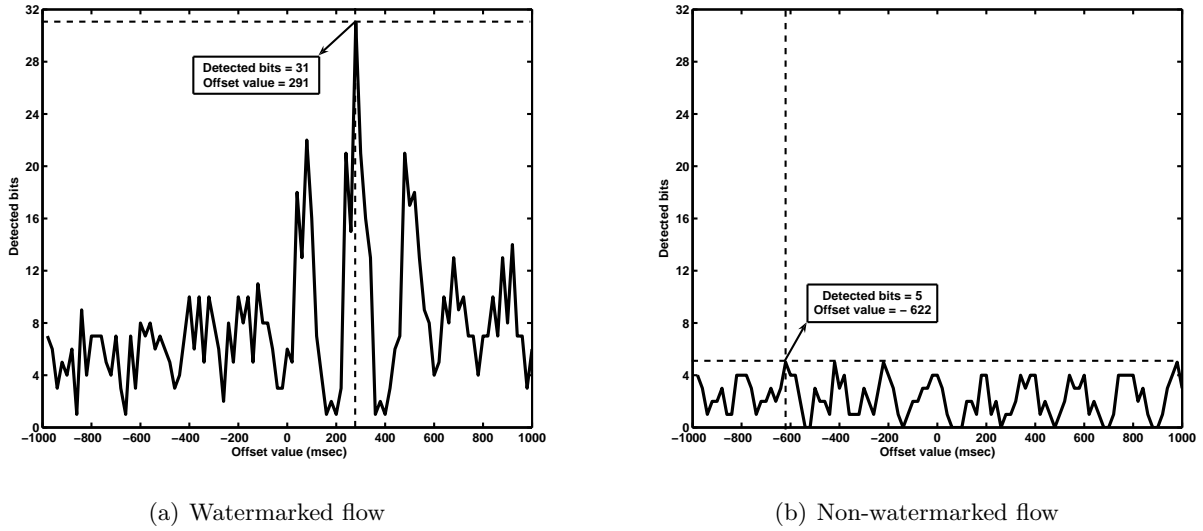 32
28
24
20
16
12
8
4
0
Detected bits
Detected bits = 31
Offset value = 291
−1000 −800 −600 −400 −200 0 200 400 600 800 1000
Offset value (msec)
(a) Watermarked flow
32
28
24
20
16
12
8
4
0
Detected bits
Detected bits = 5
Offset value = − 622
−1000 −800 −600 −400 −200 0 200 400 600 800 1000
Offset value (msec)
(b) Non-watermarked flow